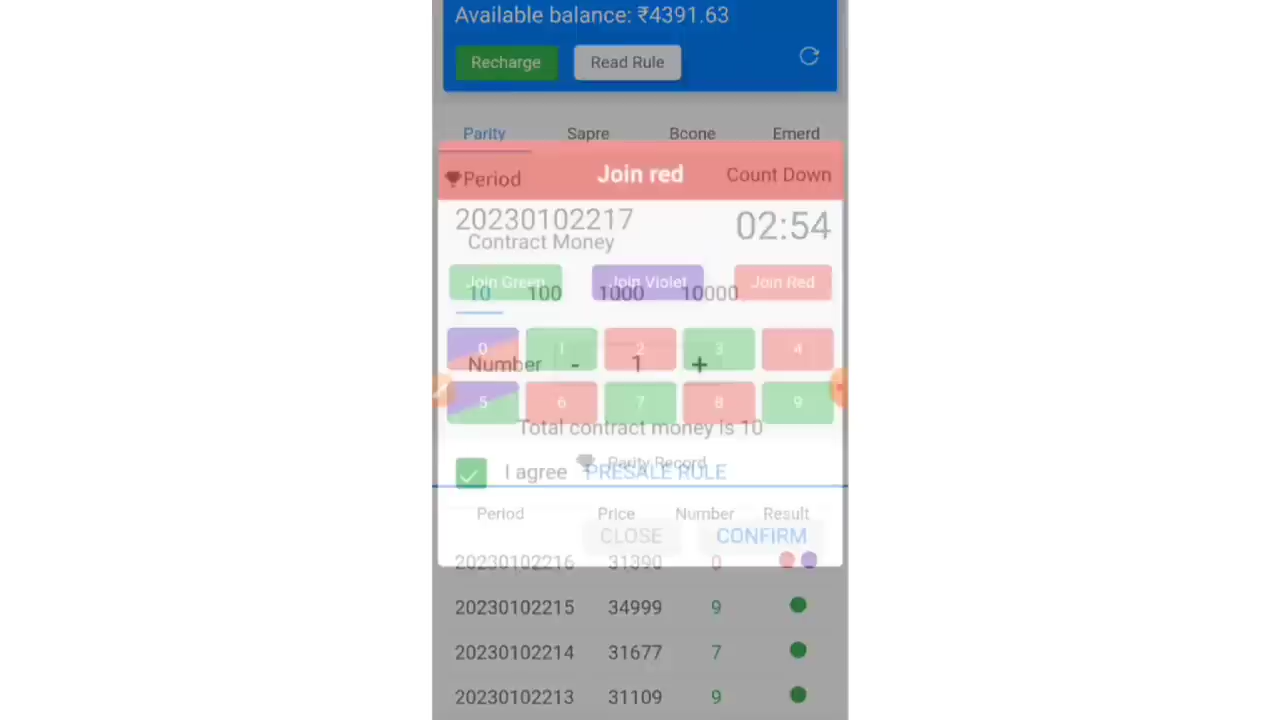 Available balance: ₹4391.63
Recharge Read Rule
Parity Sapre Bcone Emerd
Period Join red Count Down
20230102217 02:54
Contract Money
Join Green Join Violet Join Red
10 100 1000 10000
0 1 2 3 4
Number - 1 +
5 6 7 8 9
Total contract money is 10
Parity Record
I agree PRESALE RULE
Period Price Number Result
CLOSE CONFIRM
20230102216 31390 0
20230102215 34999 9
20230102214 31677 7
20230102213 31109 9